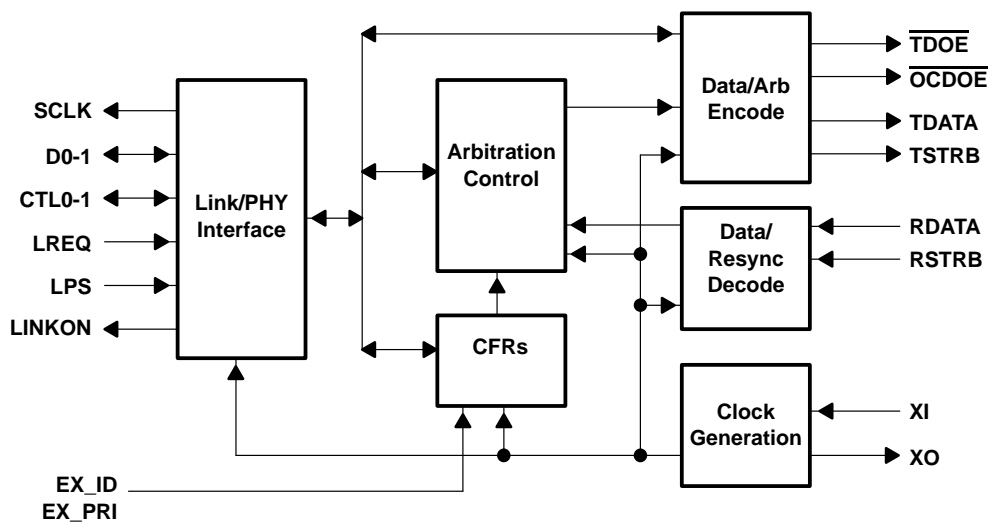 SCLK
D0-1
CTL0-1
LREQ
LPS
LINKON
EX_ID
EX_PRI
Link/PHY
Interface
Arbitration
Control
CFRs
Data/Arb
Encode
Data/
Resync
Decode
Clock
Generation
TDOE
OCDOE
TDATA
TSTRB
RDATA
RSTRB
XI
XO